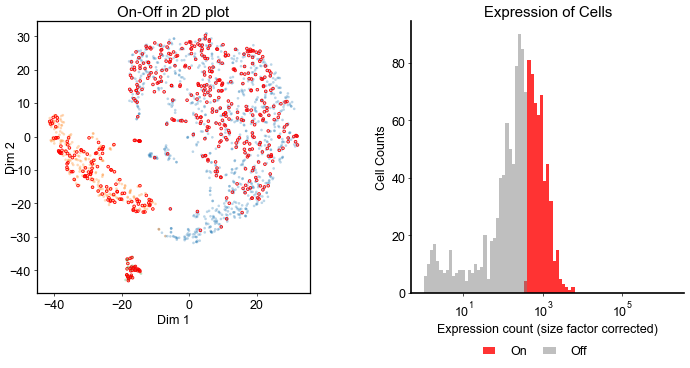 On-Off in 2D plot
Dim 2
30
20
10
0
−10
−20
−30
−40
−40
−20
0
20
Dim 1
Expression of Cells
Cell Counts
80
60
40
20
0
10^1
10^3
10^5
Expression count (size factor corrected)
On Off